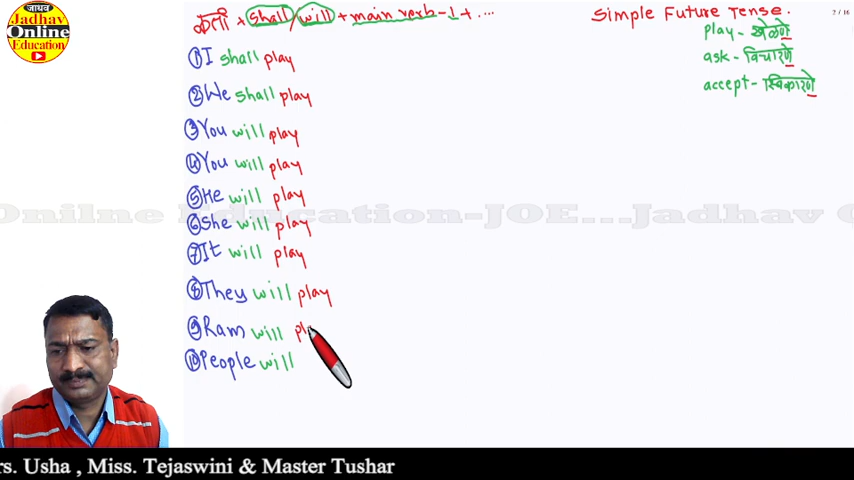 जाधव
Jadhav
Online
Education
कर्ता + shall / will + main verb - 1 + ....
Simple Future Tense.
2 / 16
play - खेळणे
ask - विचारणे
accept - स्विकारणे
① I shall play
② We shall play
③ You will play
④ You will play
⑤ He will play
⑥ She will play
⑦ It will play
⑧ They will play
⑨ Ram will pl
⑩ People will
Onilne Education-JOE...Jadhav O
rs. Usha , Miss. Tejaswini & Master Tushar